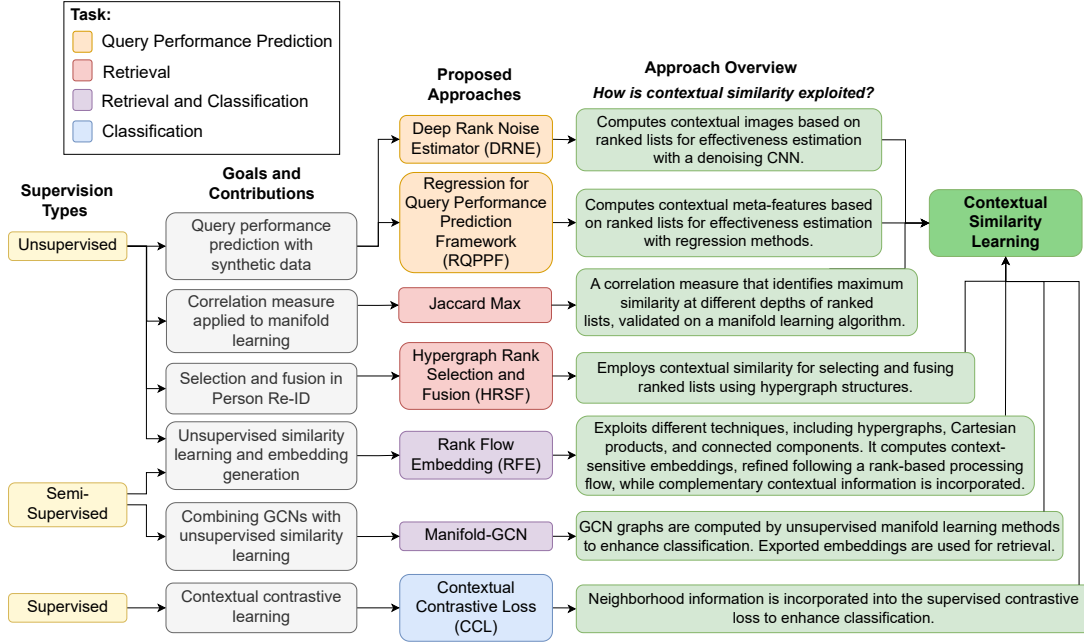 Task:
Query Performance Prediction
Retrieval
Retrieval and Classification
Classification
Supervision
Types
Goals and
Contributions
Proposed
Approaches
Approach Overview
How is contextual similarity exploited?
Unsupervised
Semi-
Supervised
Supervised
Query performance
prediction with
synthetic data
Correlation measure
applied to manifold
learning
Selection and fusion in
Person Re-ID
Unsupervised similarity
learning and embedding
generation
Combining GCNs with
unsupervised similarity
learning
Contextual contrastive
learning
Deep Rank Noise
Estimator (DRNE)
Regression for
Query Performance
Prediction
Framework
(RQPPF)
Jaccard Max
Hypergraph Rank
Selection and
Fusion (HRSF)
Rank Flow
Embedding (RFE)
Manifold-GCN
Contextual
Contrastive Loss
(CCL)
Computes contextual images based on
ranked lists for effectiveness estimation
with a denoising CNN.
Computes contextual meta-features based
on ranked lists for effectiveness estimation
with regression methods.
A correlation measure that identifies maximum
similarity at different depths of ranked
lists, validated on a manifold learning algorithm.
Employs contextual similarity for selecting and fusing
ranked lists using hypergraph structures.
Exploits different techniques, including hypergraphs, Cartesian
products, and connected components. It computes context-
sensitive embeddings, refined following a rank-based processing
flow, while complementary contextual information is incorporated.
GCN graphs are computed by unsupervised manifold learning methods
to enhance classification. Exported embeddings are used for retrieval.
Neighborhood information is incorporated into the supervised contrastive
loss to enhance classification.
Contextual
Similarity
Learning